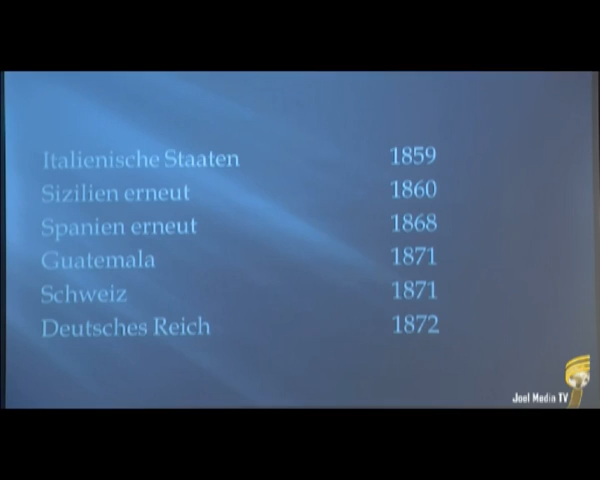 Italienische Staaten 1859
Sizilien erneut 1860
Spanien erneut 1868
Guatemala 1871
Schweiz 1871
Deutsches Reich 1872
Joel Media TV